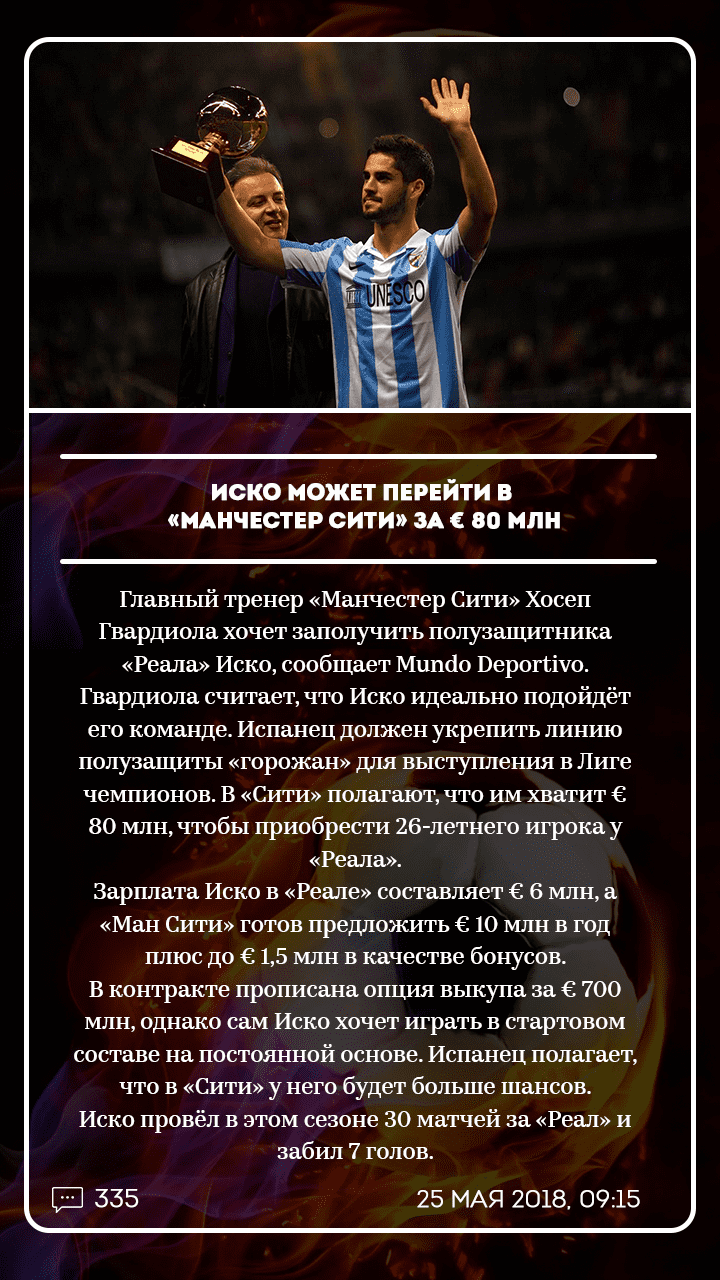 UNESCO
ИСКО МОЖЕТ ПЕРЕЙТИ В
«МАНЧЕСТЕР СИТИ» ЗА € 80 МЛН
Главный тренер «Манчестер Сити» Хосеп
Гвардиола хочет заполучить полузащитника
«Реала» Иско, сообщает Mundo Deportivo.
Гвардиола считает, что Иско идеально подойдёт
его команде. Испанец должен укрепить линию
полузащиты «горожан» для выступления в Лиге
чемпионов. В «Сити» полагают, что им хватит €
80 млн, чтобы приобрести 26-летнего игрока у
«Реала».
Зарплата Иско в «Реале» составляет € 6 млн, а
«Ман Сити» готов предложить € 10 млн в год
плюс до € 1,5 млн в качестве бонусов.
В контракте прописана опция выкупа за € 700
млн, однако сам Иско хочет играть в стартовом
составе на постоянной основе. Испанец полагает,
что в «Сити» у него будет больше шансов.
Иско провёл в этом сезоне 30 матчей за «Реал» и
забил 7 голов.
335
25 МАЯ 2018, 09:15